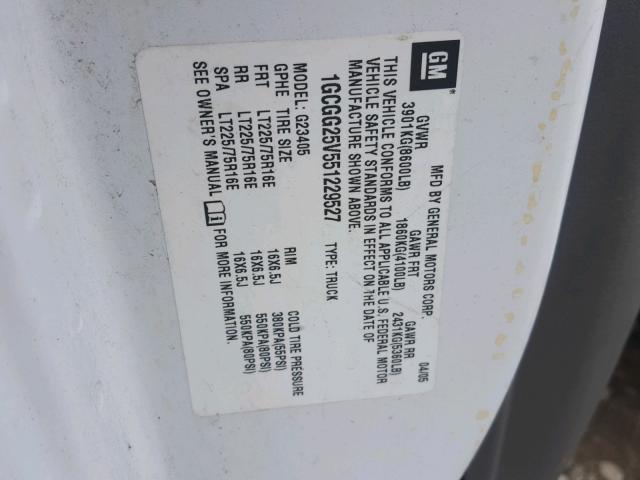 GM
MFD BY GENERAL MOTORS CORP. 04/05
GVWR GAWR FRT GAWR RR
3901KG(8600LB) 1860KG(4100LB) 2431KG(5360LB)
THIS VEHICLE CONFORMS TO ALL APPLICABLE U.S. FEDERAL MOTOR
VEHICLE SAFETY STANDARDS IN EFFECT ON THE DATE OF
MANUFACTURE SHOWN ABOVE.
1GCGG25V551229527 TYPE: TRUCK
MODEL: G23405
GPHE TIRE SIZE RIM COLD TIRE PRESSURE
FRT LT225/75R16E 16X6.5J 380KPA(55PSI)
RR LT225/75R16E 16X6.5J 550KPA(80PSI)
SPA LT225/75R16E 16X6.5J 550KPA(80PSI)
SEE OWNER'S MANUAL FOR MORE INFORMATION.